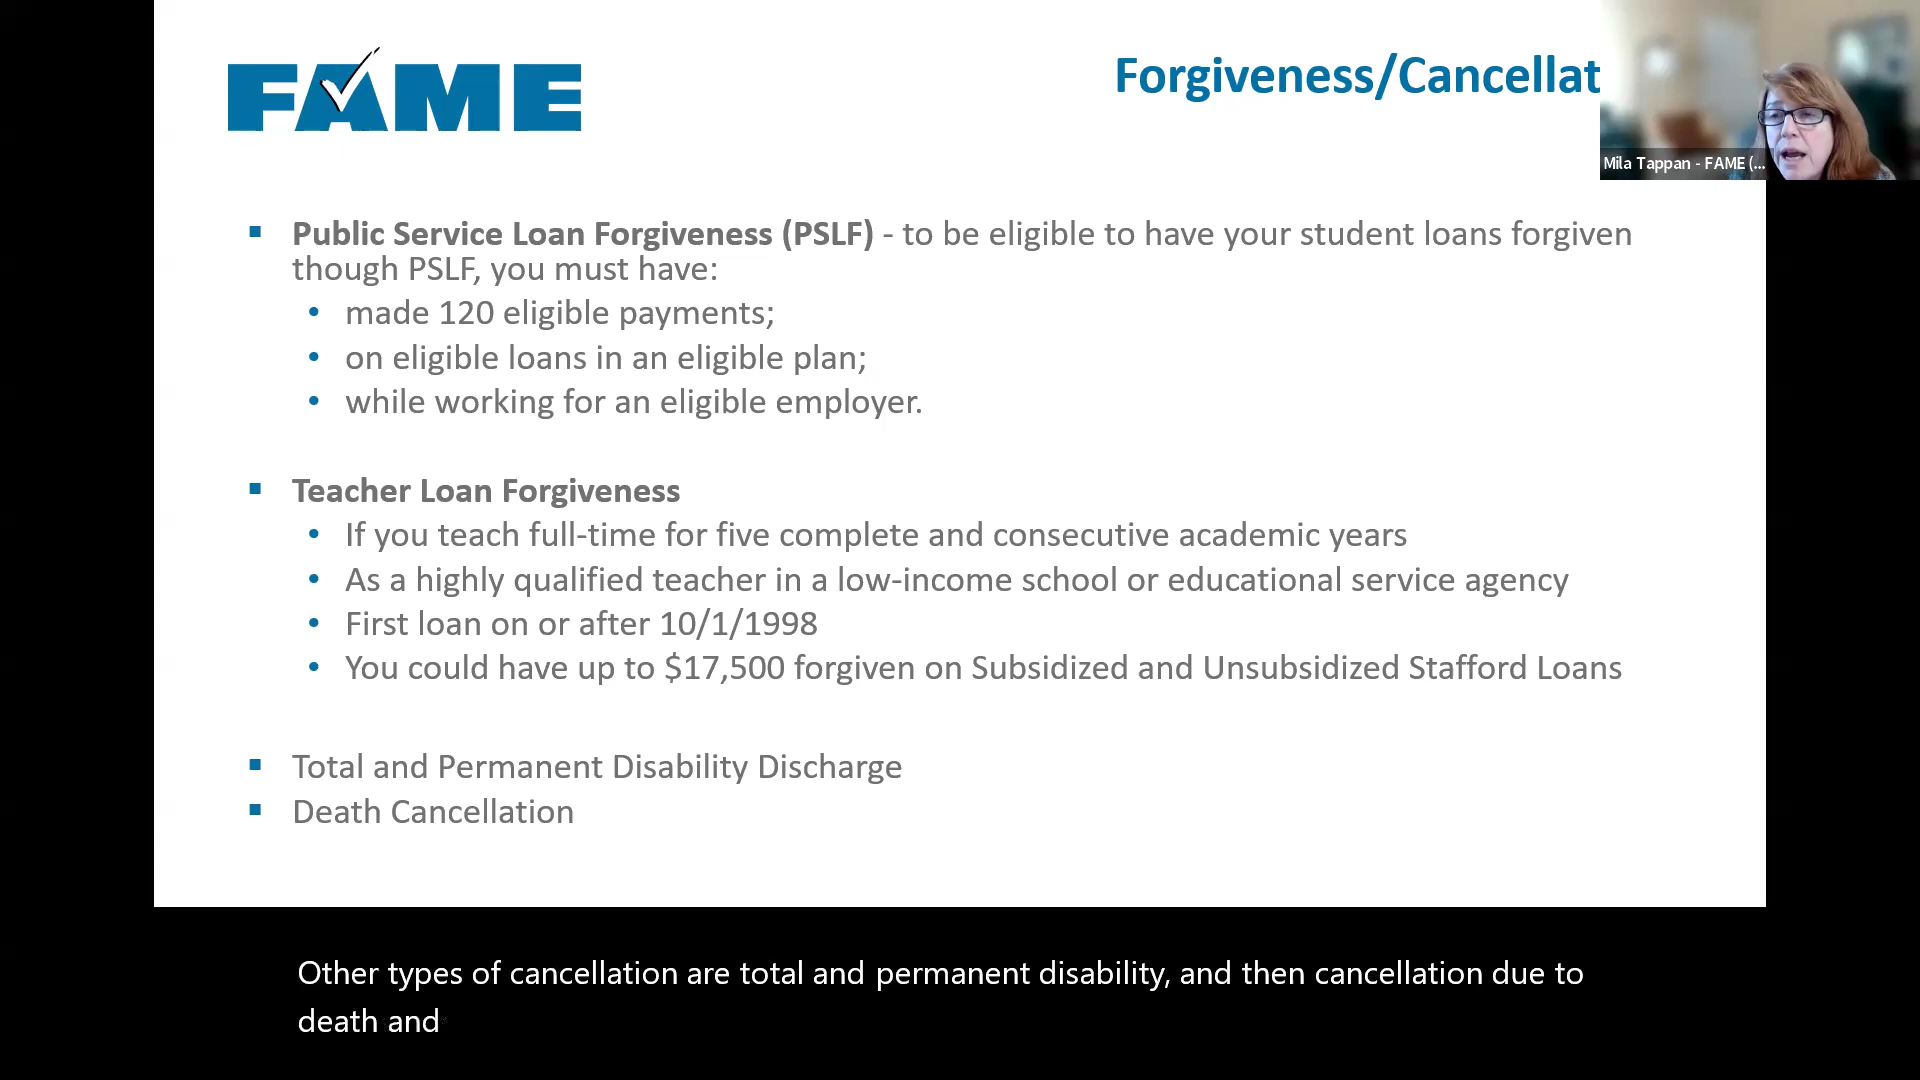 FAME
Forgiveness/Cancellat
Mila Tappan - FAME (...
Public Service Loan Forgiveness (PSLF) - to be eligible to have your student loans forgiven
though PSLF, you must have:
made 120 eligible payments;
on eligible loans in an eligible plan;
while working for an eligible employer.
Teacher Loan Forgiveness
If you teach full-time for five complete and consecutive academic years
As a highly qualified teacher in a low-income school or educational service agency
First loan on or after 10/1/1998
You could have up to $17,500 forgiven on Subsidized and Unsubsidized Stafford Loans
Total and Permanent Disability Discharge
Death Cancellation
Other types of cancellation are total and permanent disability, and then cancellation due to
death and